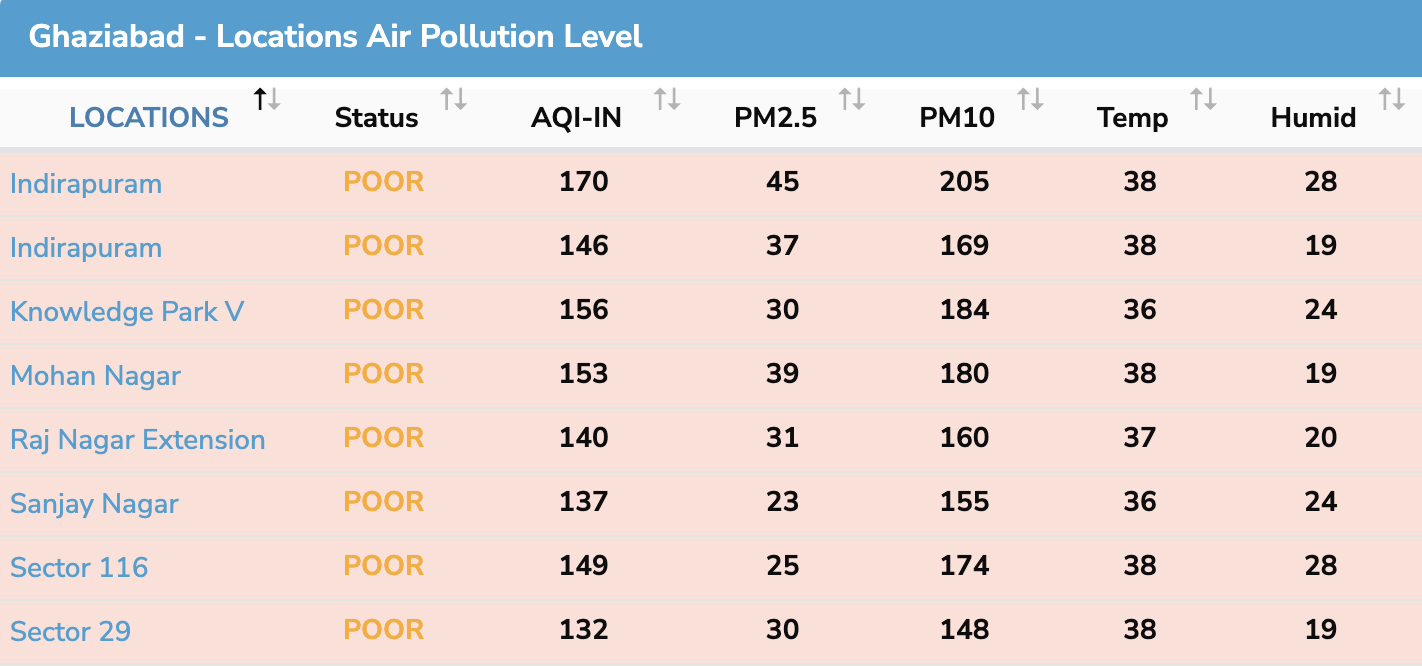 Ghaziabad - Locations Air Pollution Level
LOCATIONS Status AQI-IN PM2.5 PM10 Temp Humid
Indirapuram POOR 170 45 205 38 28
Indirapuram POOR 146 37 169 38 19
Knowledge Park V POOR 156 30 184 36 24
Mohan Nagar POOR 153 39 180 38 19
Raj Nagar Extension POOR 140 31 160 37 20
Sanjay Nagar POOR 137 23 155 36 24
Sector 116 POOR 149 25 174 38 28
Sector 29 POOR 132 30 148 38 19